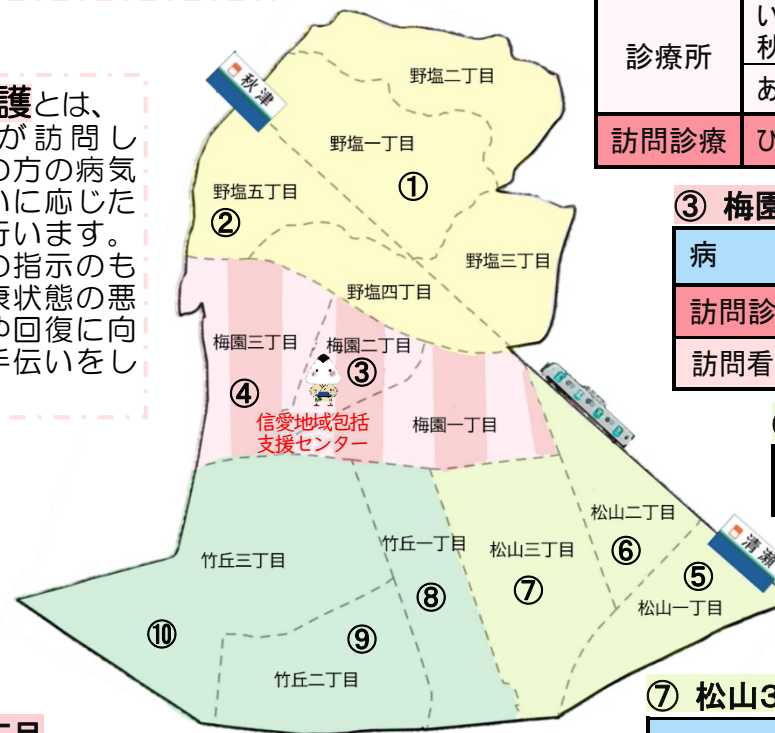 護とは、
が訪問し
の方の病気
いに応じた
行います。
の指示のも
康状態の悪
や回復に向
手伝いをし
秋津
野塩二丁目
野塩一丁目
①
野塩五丁目
②
野塩三丁目
野塩四丁目
梅園三丁目
梅園二丁目
③
④
信愛地域包括
支援センター
梅園一丁目
松山二丁目
⑥
清瀬
⑤
松山一丁目
竹丘三丁目
竹丘一丁目
松山三丁目
⑦
⑧
⑩
⑨
竹丘二丁目
診療所
い
秋
あ
訪問診療
ひ
③ 梅園
病
訪問診
訪問看
⑦ 松山3